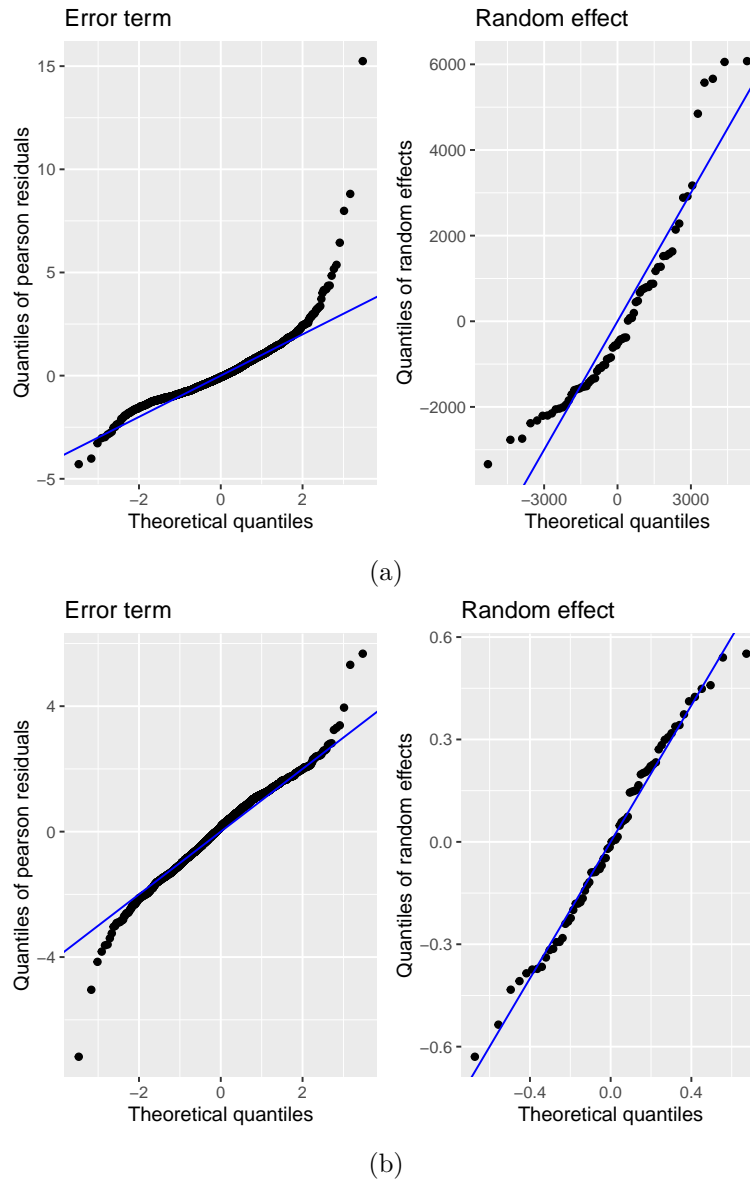 Error term
Random effect
Quantiles of pearson residuals
15
10
5
0
−5
−2
0
2
Theoretical quantiles
Quantiles of random effects
6000
4000
2000
0
−2000
−3000
0
3000
Theoretical quantiles
(a)
Error term
Random effect
Quantiles of pearson residuals
4
0
−4
−2
0
2
Theoretical quantiles
Quantiles of random effects
0.6
0.3
0.0
−0.3
−0.6
−0.4
0.0
0.4
Theoretical quantiles
(b)